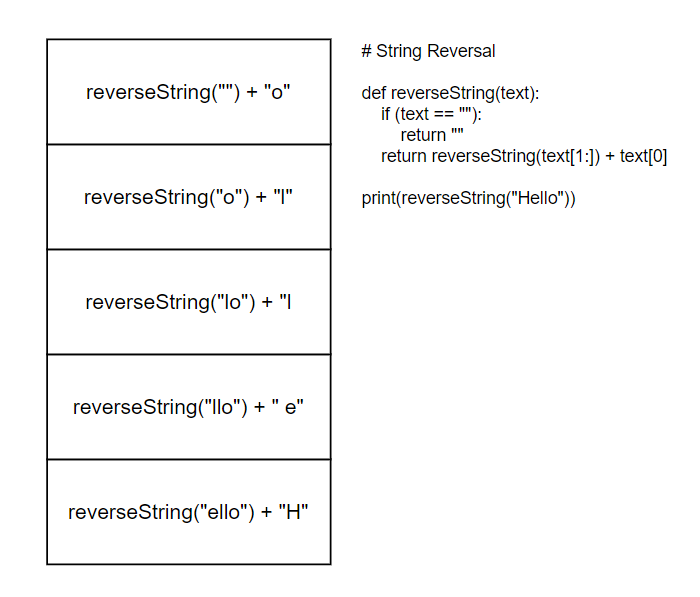 reverseString("") + "o"
reverseString("o") + "l"
reverseString("lo") + "l
reverseString("llo") + " e"
reverseString("ello") + "H"
# String Reversal
def reverseString(text):
if (text == ""):
return ""
return reverseString(text[1:]) + text[0]
print(reverseString("Hello"))